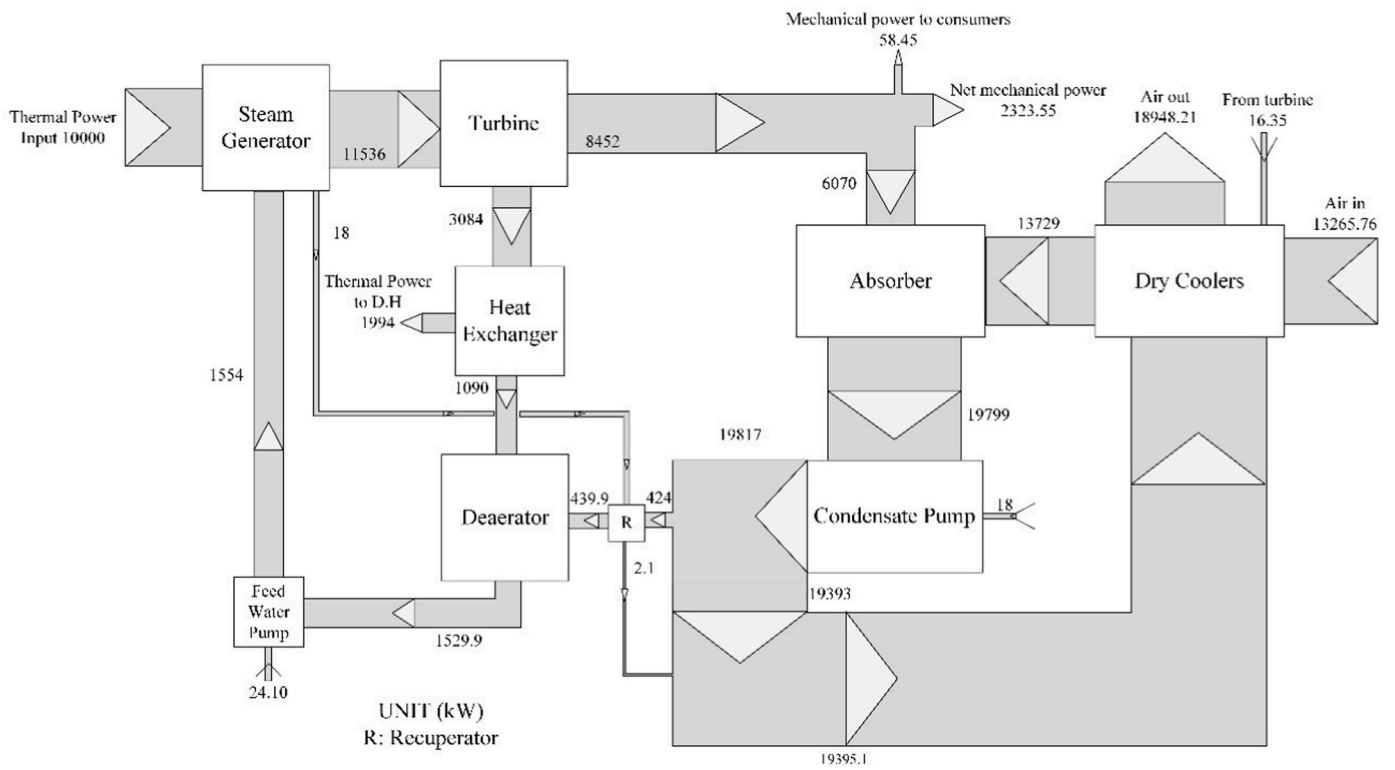 Mechanical power to consumers
58.45
Net mechanical power
2323.55
Air out
18948.21
From turbine
16.35
Thermal Power
Input 10000
Steam
Generator
11536
Turbine
8452
6070
13729
Air in
13265.76
18
3084
Absorber
Dry Coolers
Thermal Power
to D.H
1994
Heat
Exchanger
1554
1090
19799
19817
Deaerator
439.9
R
424
Condensate Pump
18
2.1
Feed
Water
Pump
19393
1529.9
24.10
UNIT (kW)
R: Recuperator
19395.1